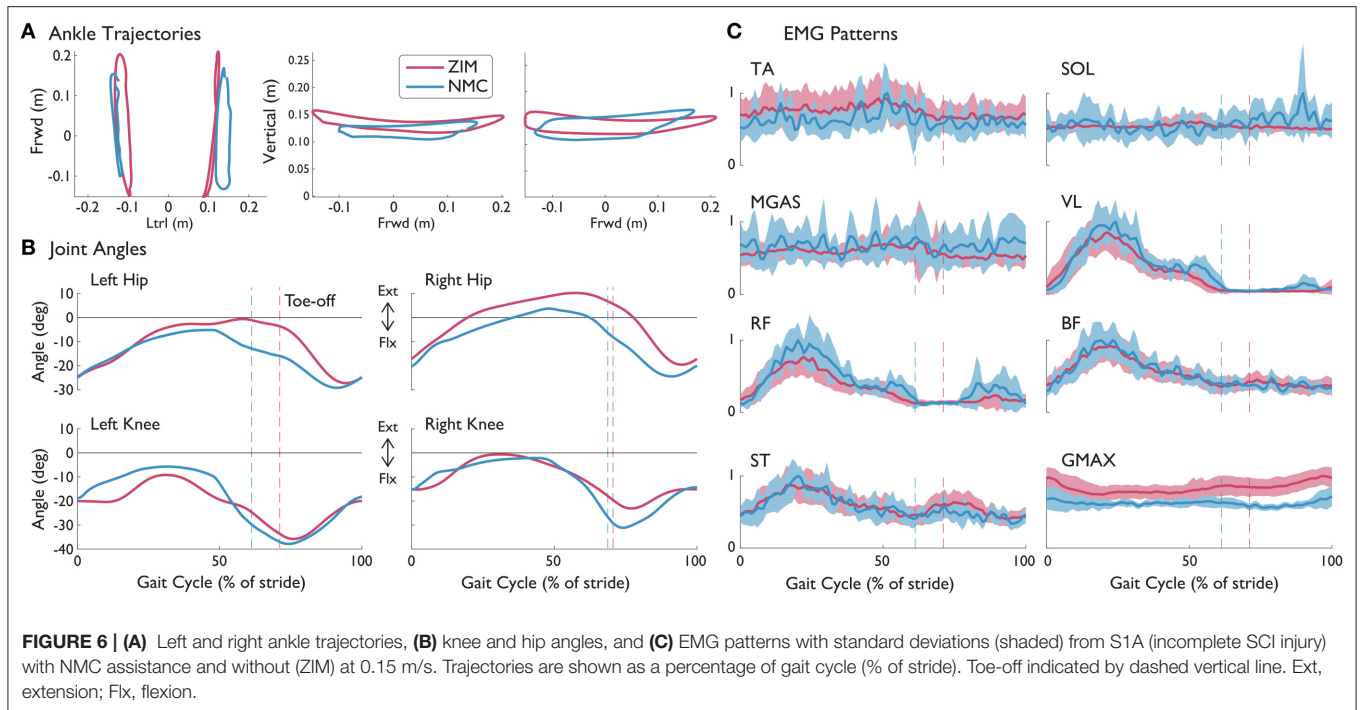 A Ankle Trajectories
Frwd (m)
0.2
0.1
0
-0.1
-0.2 -0.1 0 0.1 0.2
Ltrl (m)
Vertical (m)
0.25
0.20
0.15
0.10
0.05
0
-0.1 0 0.1 0.2
Frwd (m)
ZIM
NMC
-0.1 0 0.1 0.2
Frwd (m)
B Joint Angles
Left Hip
Toe-off
Angle (deg)
10
0
-10
-20
-30
Right Hip
Ext
Flx
Left Knee
Angle (deg)
10
0
-10
-20
-30
-40
0 50 100
Gait Cycle (% of stride)
Right Knee
Ext
Flx
0 50 100
Gait Cycle (% of stride)
C EMG Patterns
TA
1
0
SOL
MGAS
1
0
VL
RF
1
0
BF
ST
1
0
0 50 100
Gait Cycle (% of stride)
GMAX
0 50 100
Gait Cycle (% of stride)
FIGURE 6 | (A) Left and right ankle trajectories, (B) knee and hip angles, and (C) EMG patterns with standard deviations (shaded) from S1A (incomplete SCI injury)
with NMC assistance and without (ZIM) at 0.15 m/s. Trajectories are shown as a percentage of gait cycle (% of stride). Toe-off indicated by dashed vertical line. Ext,
extension; Flx, flexion.